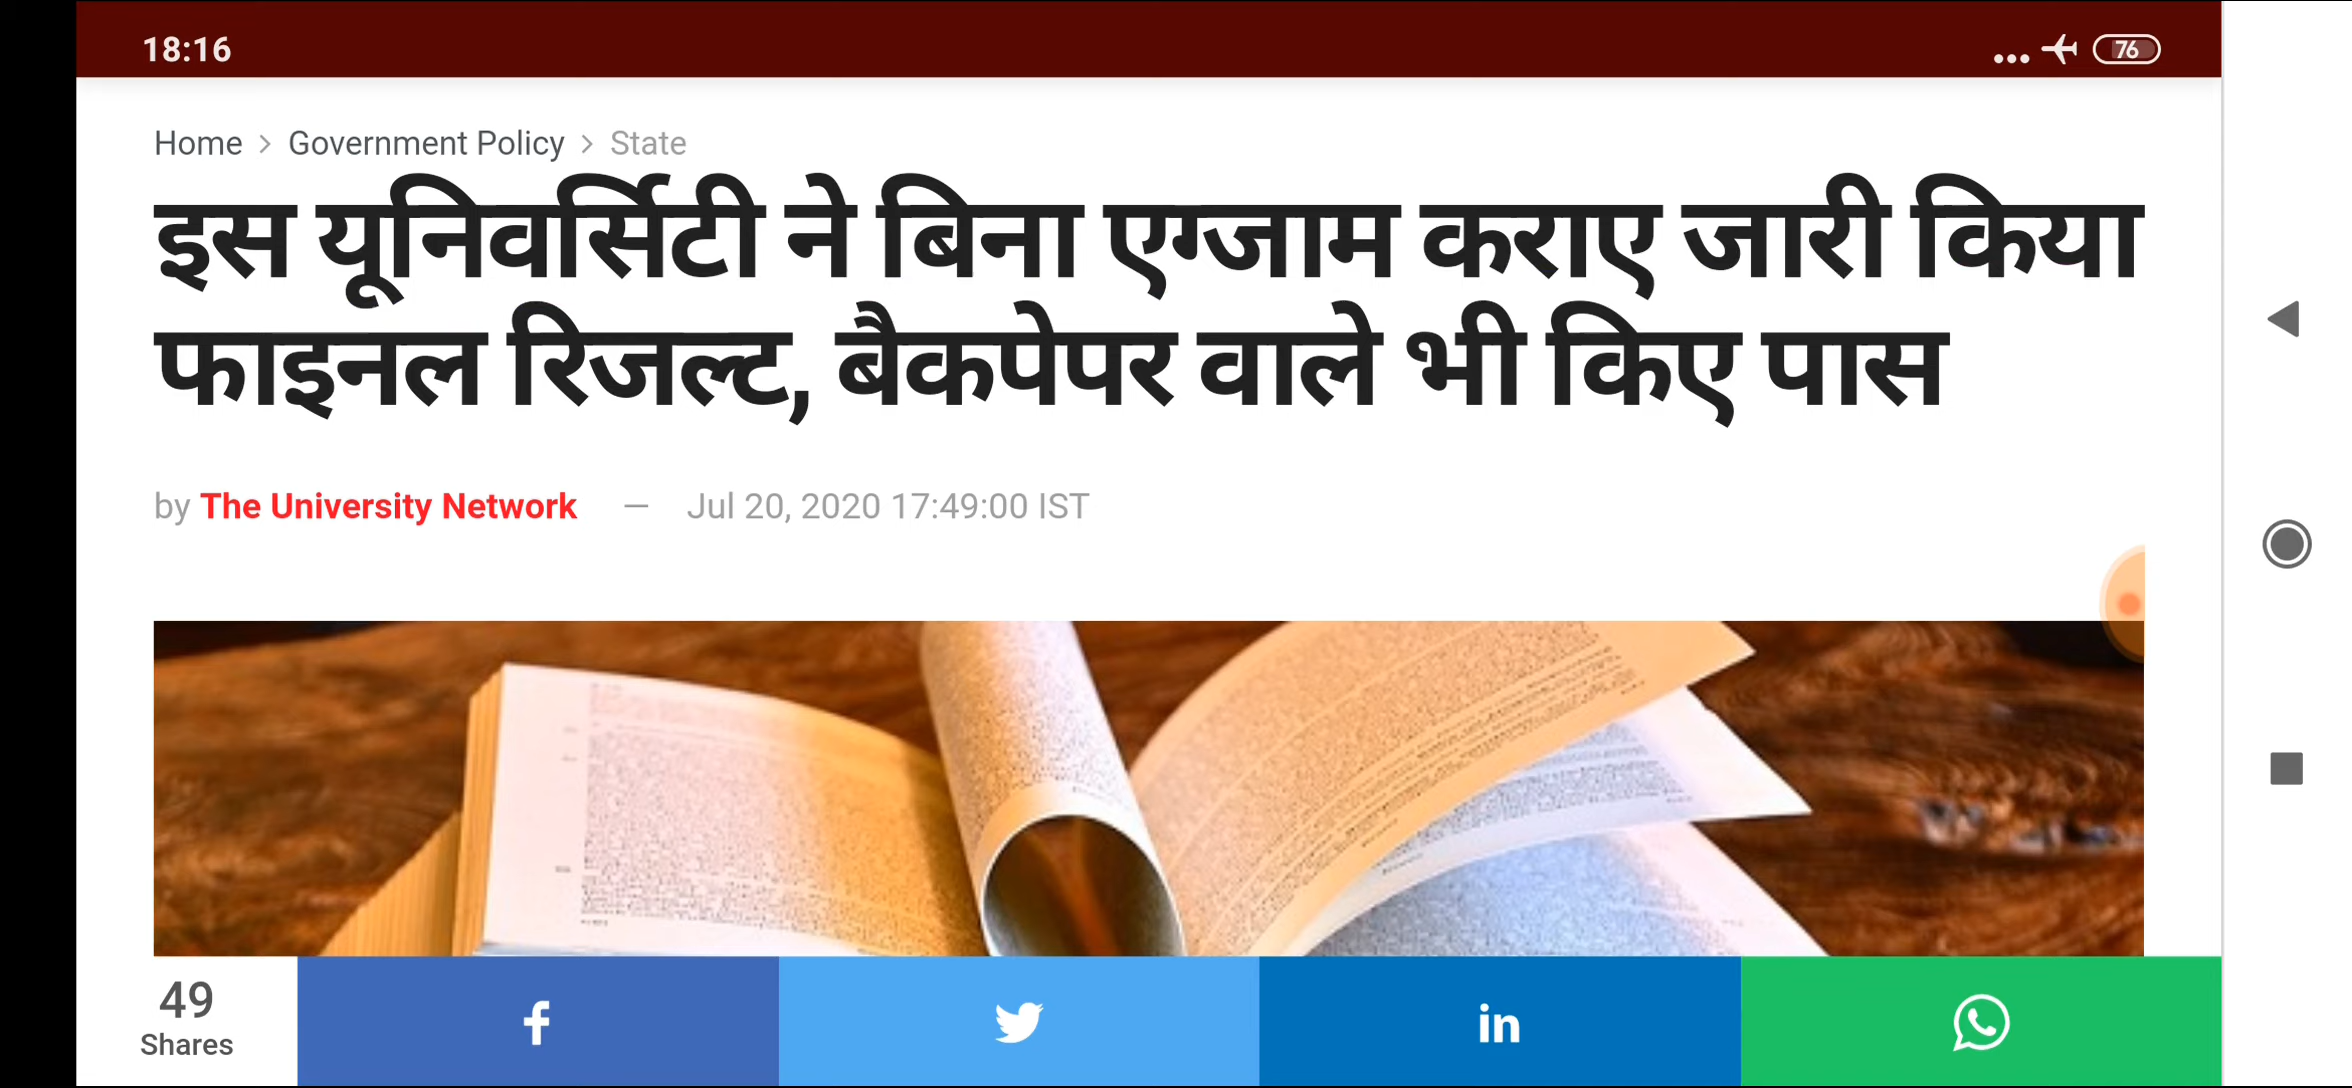 18:16
76
Home > Government Policy > State
इस यूनिवर्सिटी ने बिना एग्जाम कराए जारी किया
फाइनल रिजल्ट, बैकपेपर वाले भी किए पास
by The University Network — Jul 20, 2020 17:49:00 IST
49
Shares